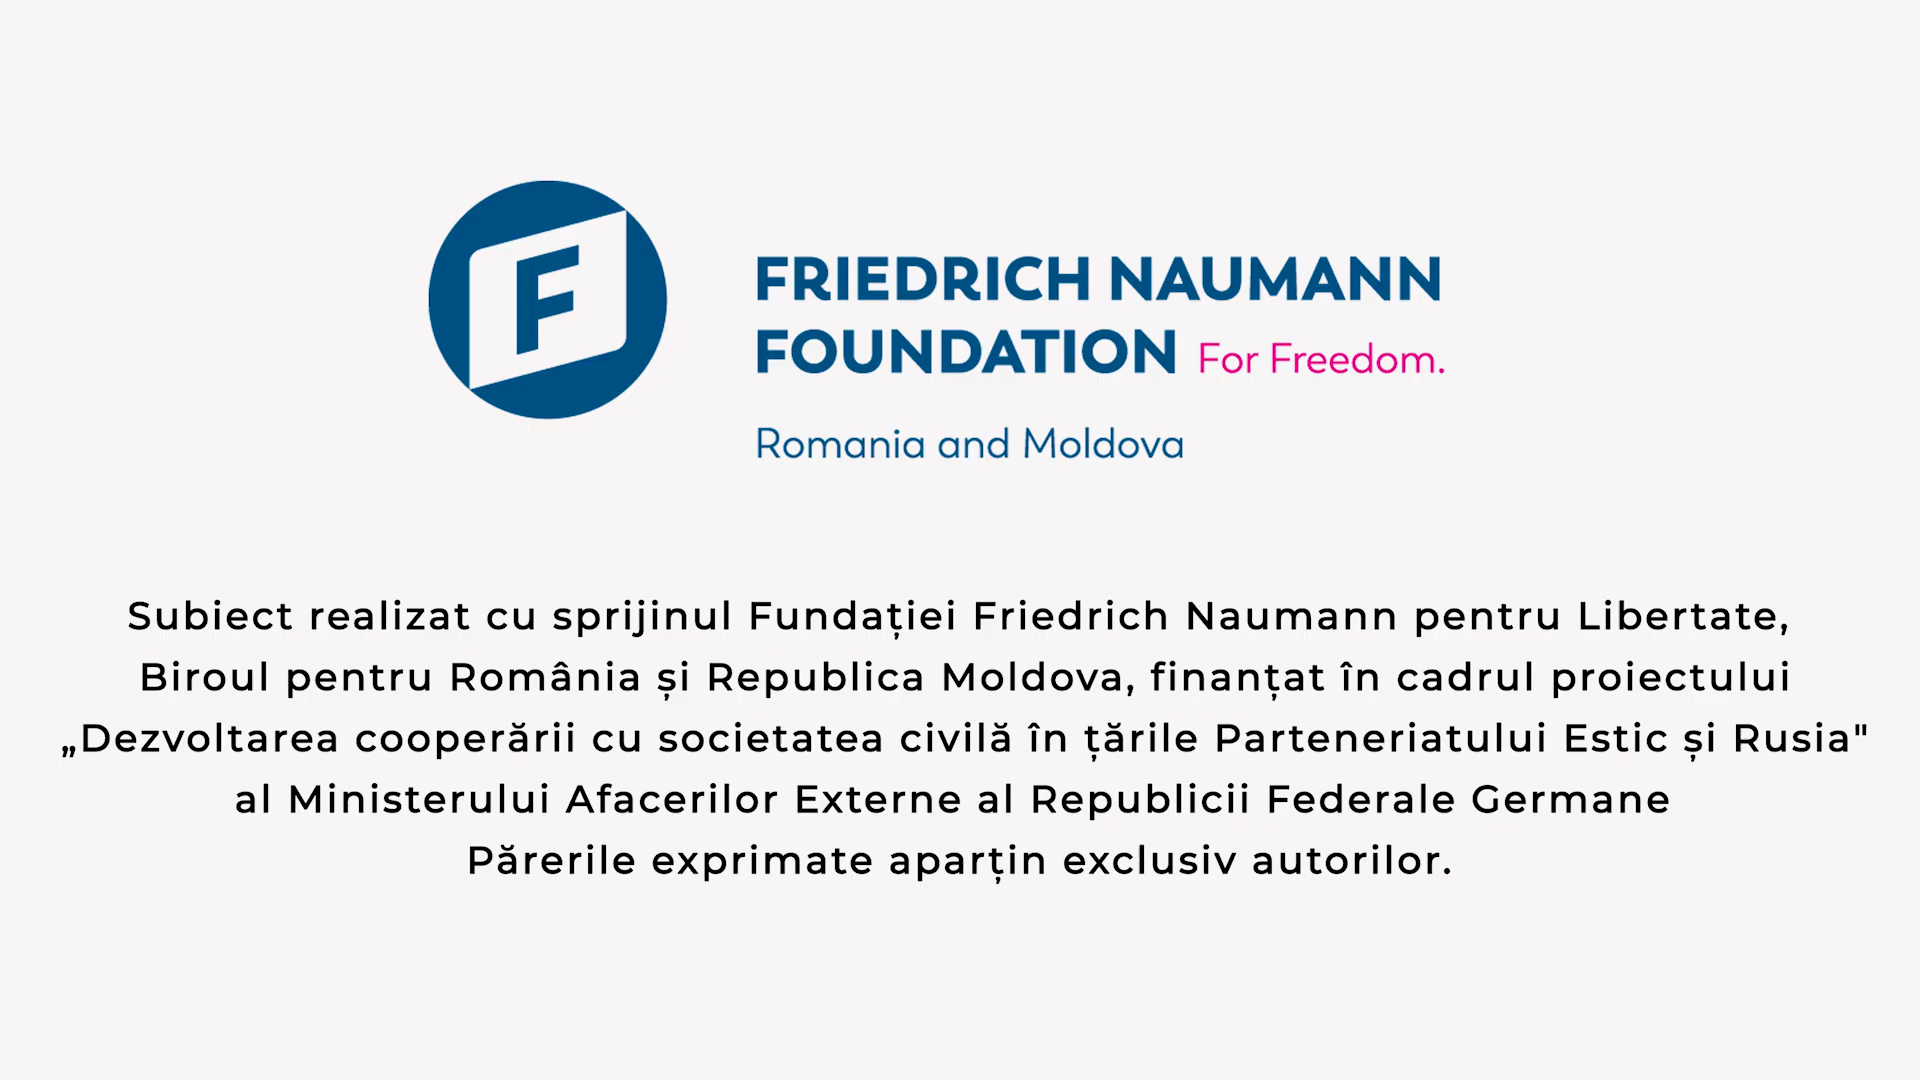 F
FRIEDRICH NAUMANN
FOUNDATION For Freedom.
Romania and Moldova
Subiect realizat cu sprijinul Fundației Friedrich Naumann pentru Libertate,
Biroul pentru România și Republica Moldova, finanțat în cadrul proiectului
„Dezvoltarea cooperării cu societatea civilă în țările Parteneriatului Estic și Rusia"
al Ministerului Afacerilor Externe al Republicii Federale Germane
Părerile exprimate aparțin exclusiv autorilor.